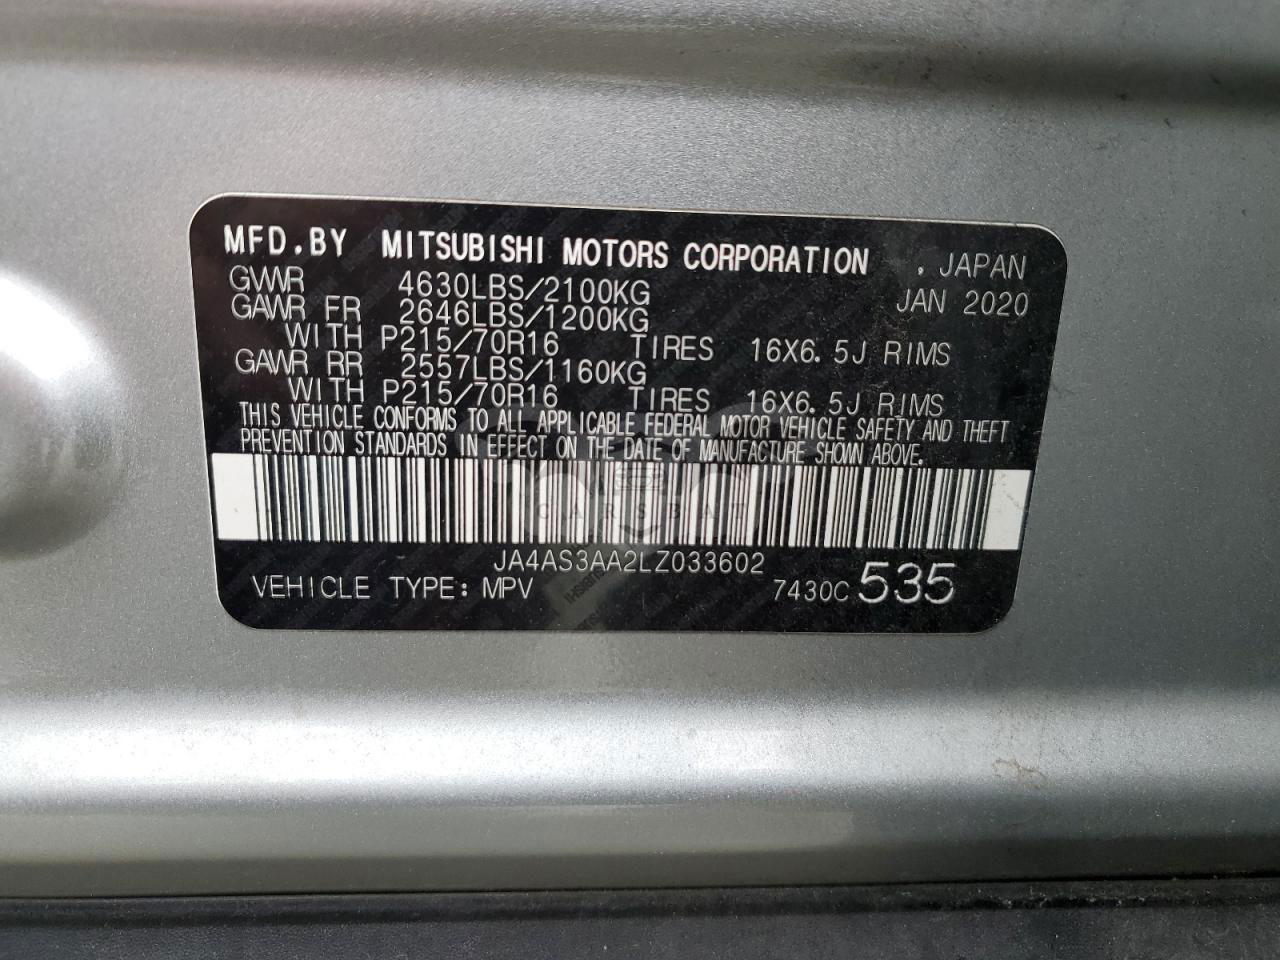 MFD.BY MITSUBISHI MOTORS CORPORATION , JAPAN
GVWR 4630LBS/2100KG JAN 2020
GAWR FR 2646LBS/1200KG
WITH P215/70R16 TIRES 16X6.5J RIMS
GAWR RR 2557LBS/1160KG
WITH P215/70R16 TIRES 16X6.5J RIMS
THIS VEHICLE CONFORMS TO ALL APPLICABLE FEDERAL MOTOR VEHICLE SAFETY AND THEFT
PREVENTION STANDARDS IN EFFECT ON THE DATE OF MANUFACTURE SHOWN ABOVE.
CARSBAT
JA4AS3AA2LZ033602
VEHICLE TYPE: MPV 7430C 535